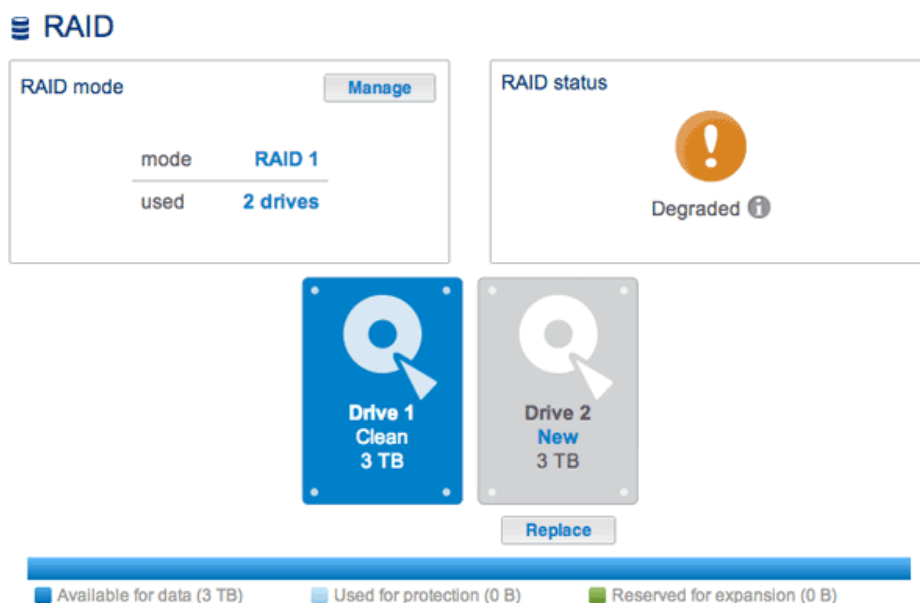 RAID
RAID mode
Manage
mode RAID 1
used 2 drives
RAID status
Degraded
Drive 1
Clean
3 TB
Drive 2
New
3 TB
Replace
Available for data (3 TB) Used for protection (0 B) Reserved for expansion (0 B)